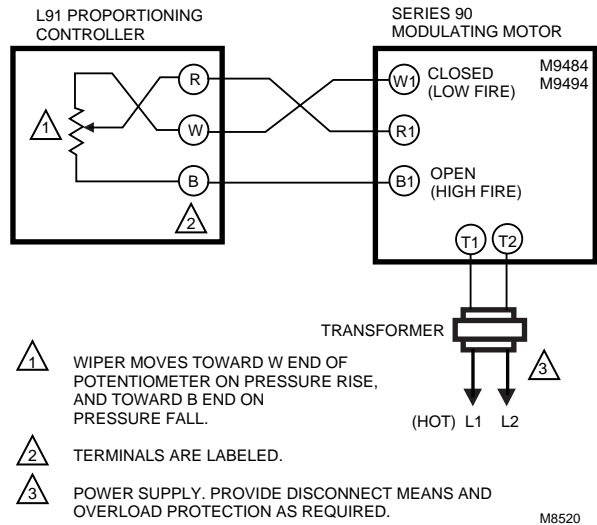 L91 PROPORTIONING
CONTROLLER
SERIES 90
MODULATING MOTOR
M9484
M9494
R
W
B
1
2
W1
CLOSED
(LOW FIRE)
R1
B1
OPEN
(HIGH FIRE)
T1
T2
TRANSFORMER
3
(HOT) L1 L2
1 WIPER MOVES TOWARD W END OF
POTENTIOMETER ON PRESSURE RISE,
AND TOWARD B END ON
PRESSURE FALL.
2 TERMINALS ARE LABELED.
3 POWER SUPPLY. PROVIDE DISCONNECT MEANS AND
OVERLOAD PROTECTION AS REQUIRED.
M8520